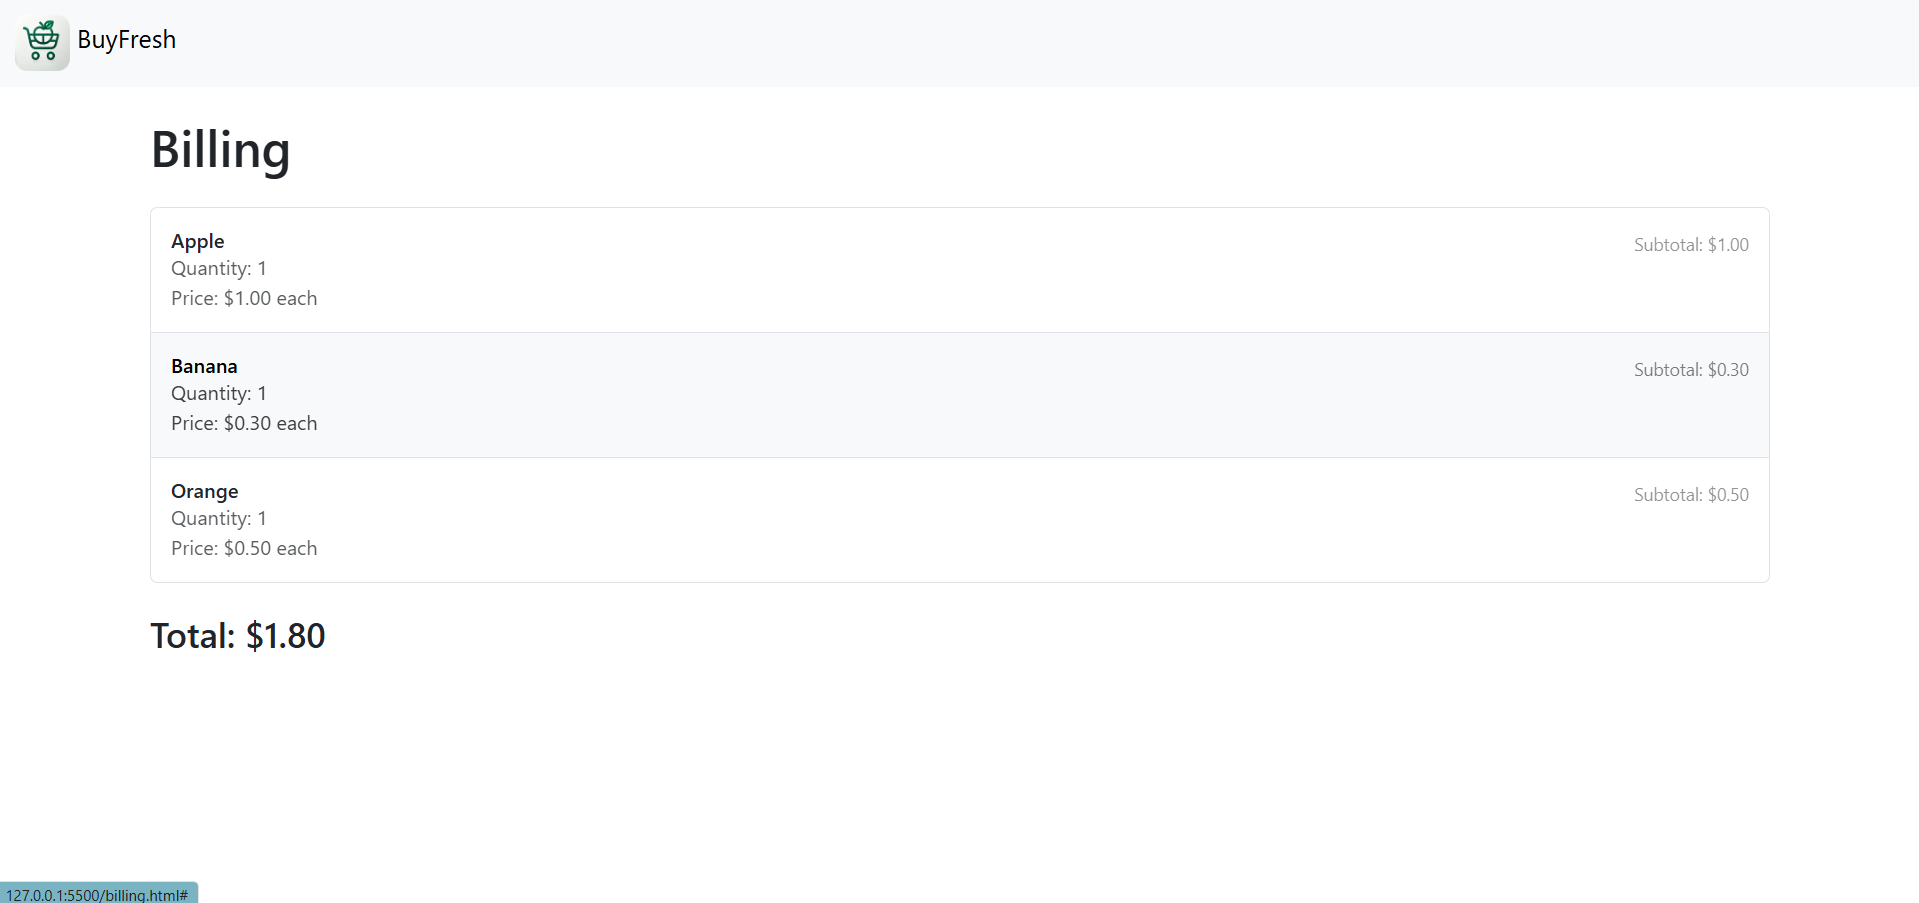 BuyFresh
Billing
Apple
Subtotal: $1.00
Quantity: 1
Price: $1.00 each
Banana
Subtotal: $0.30
Quantity: 1
Price: $0.30 each
Orange
Subtotal: $0.50
Quantity: 1
Price: $0.50 each
Total: $1.80
127.0.0.1:5500/billing.html#